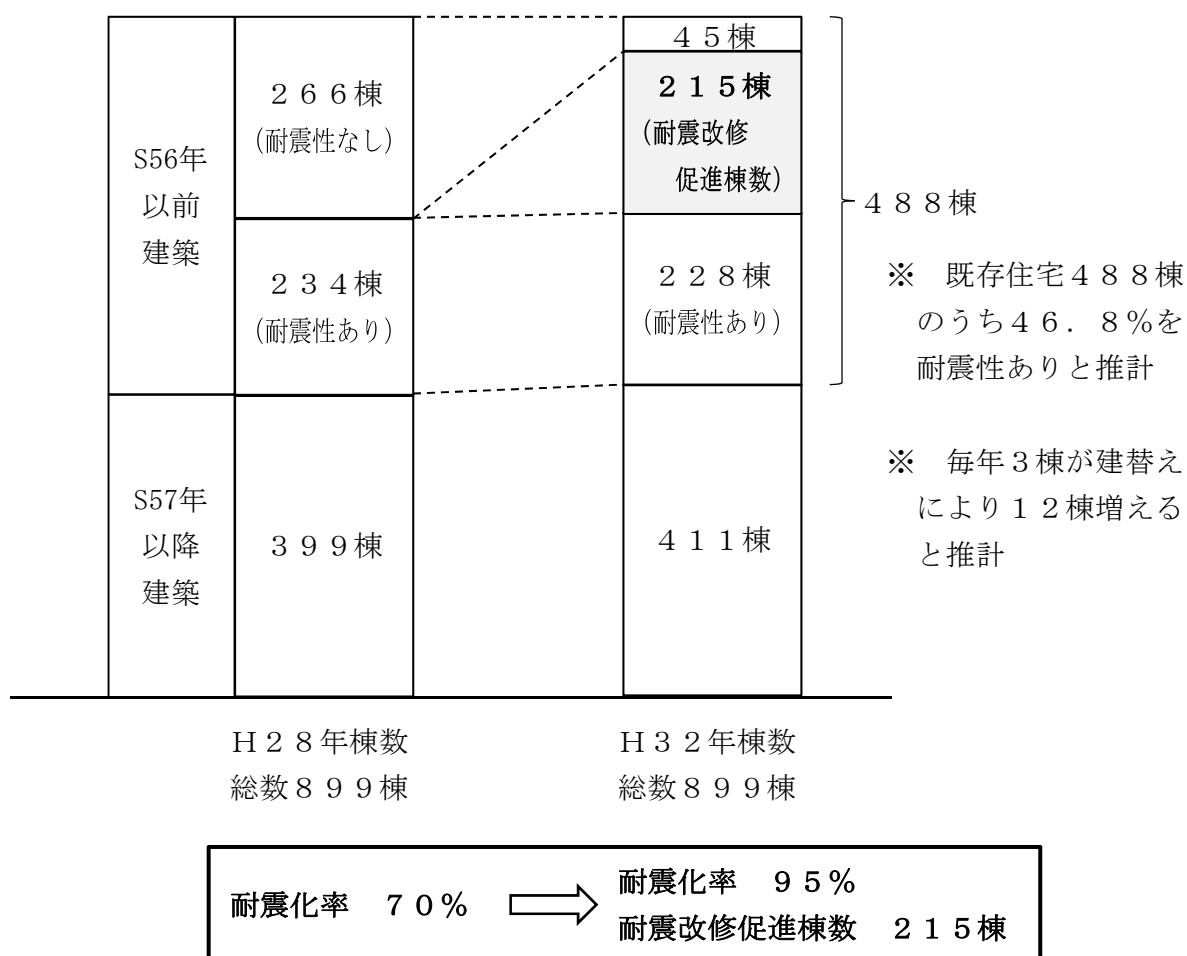 S56年
以前
建築
２６６棟
(耐震性なし)
２３４棟
(耐震性あり)
S57年
以降
建築
３９９棟
４５棟
２１５棟
(耐震改修
促進棟数)
２２８棟
(耐震性あり)
４１１棟
４８８棟
※　既存住宅４８８棟
のうち４６．８％を
耐震性ありと推計
※　毎年３棟が建替え
により１２棟増える
と推計
Ｈ２８年棟数
総数８９９棟
Ｈ３２年棟数
総数８９９棟
耐震化率　７０％
耐震化率　９５％
耐震改修促進棟数　２１５棟